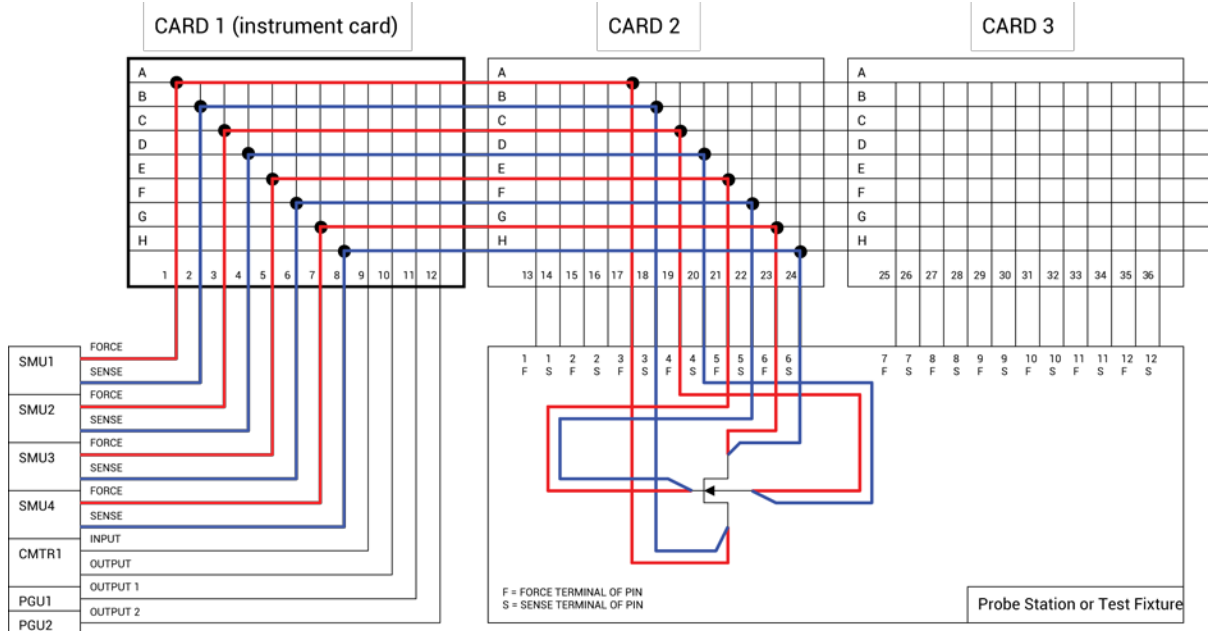 CARD 1 (instrument card) CARD 2 CARD 3
A A A
B B B
C C C
D D D
E E E
F F F
G G G
H H H
1 2 3 4 5 6 7 8 9 10 11 12 13 14 15 16 17 18 19 20 21 22 23 24 25 26 27 28 29 30 31 32 33 34 35 36
1 1 2 2 3 3 4 4 5 5 6 6 7 7 8 8 9 9 10 10 11 11 12 12
F S F S F S F S F S F S F S F S F S F S F S F S
SMU1
FORCE
SENSE
SMU2
FORCE
SENSE
SMU3
FORCE
SENSE
SMU4
FORCE
SENSE
CMTR1
INPUT
OUTPUT
PGU1
OUTPUT 1
PGU2
OUTPUT 2
F = FORCE TERMINAL OF PIN
S = SENSE TERMINAL OF PIN
Probe Station or Test Fixture